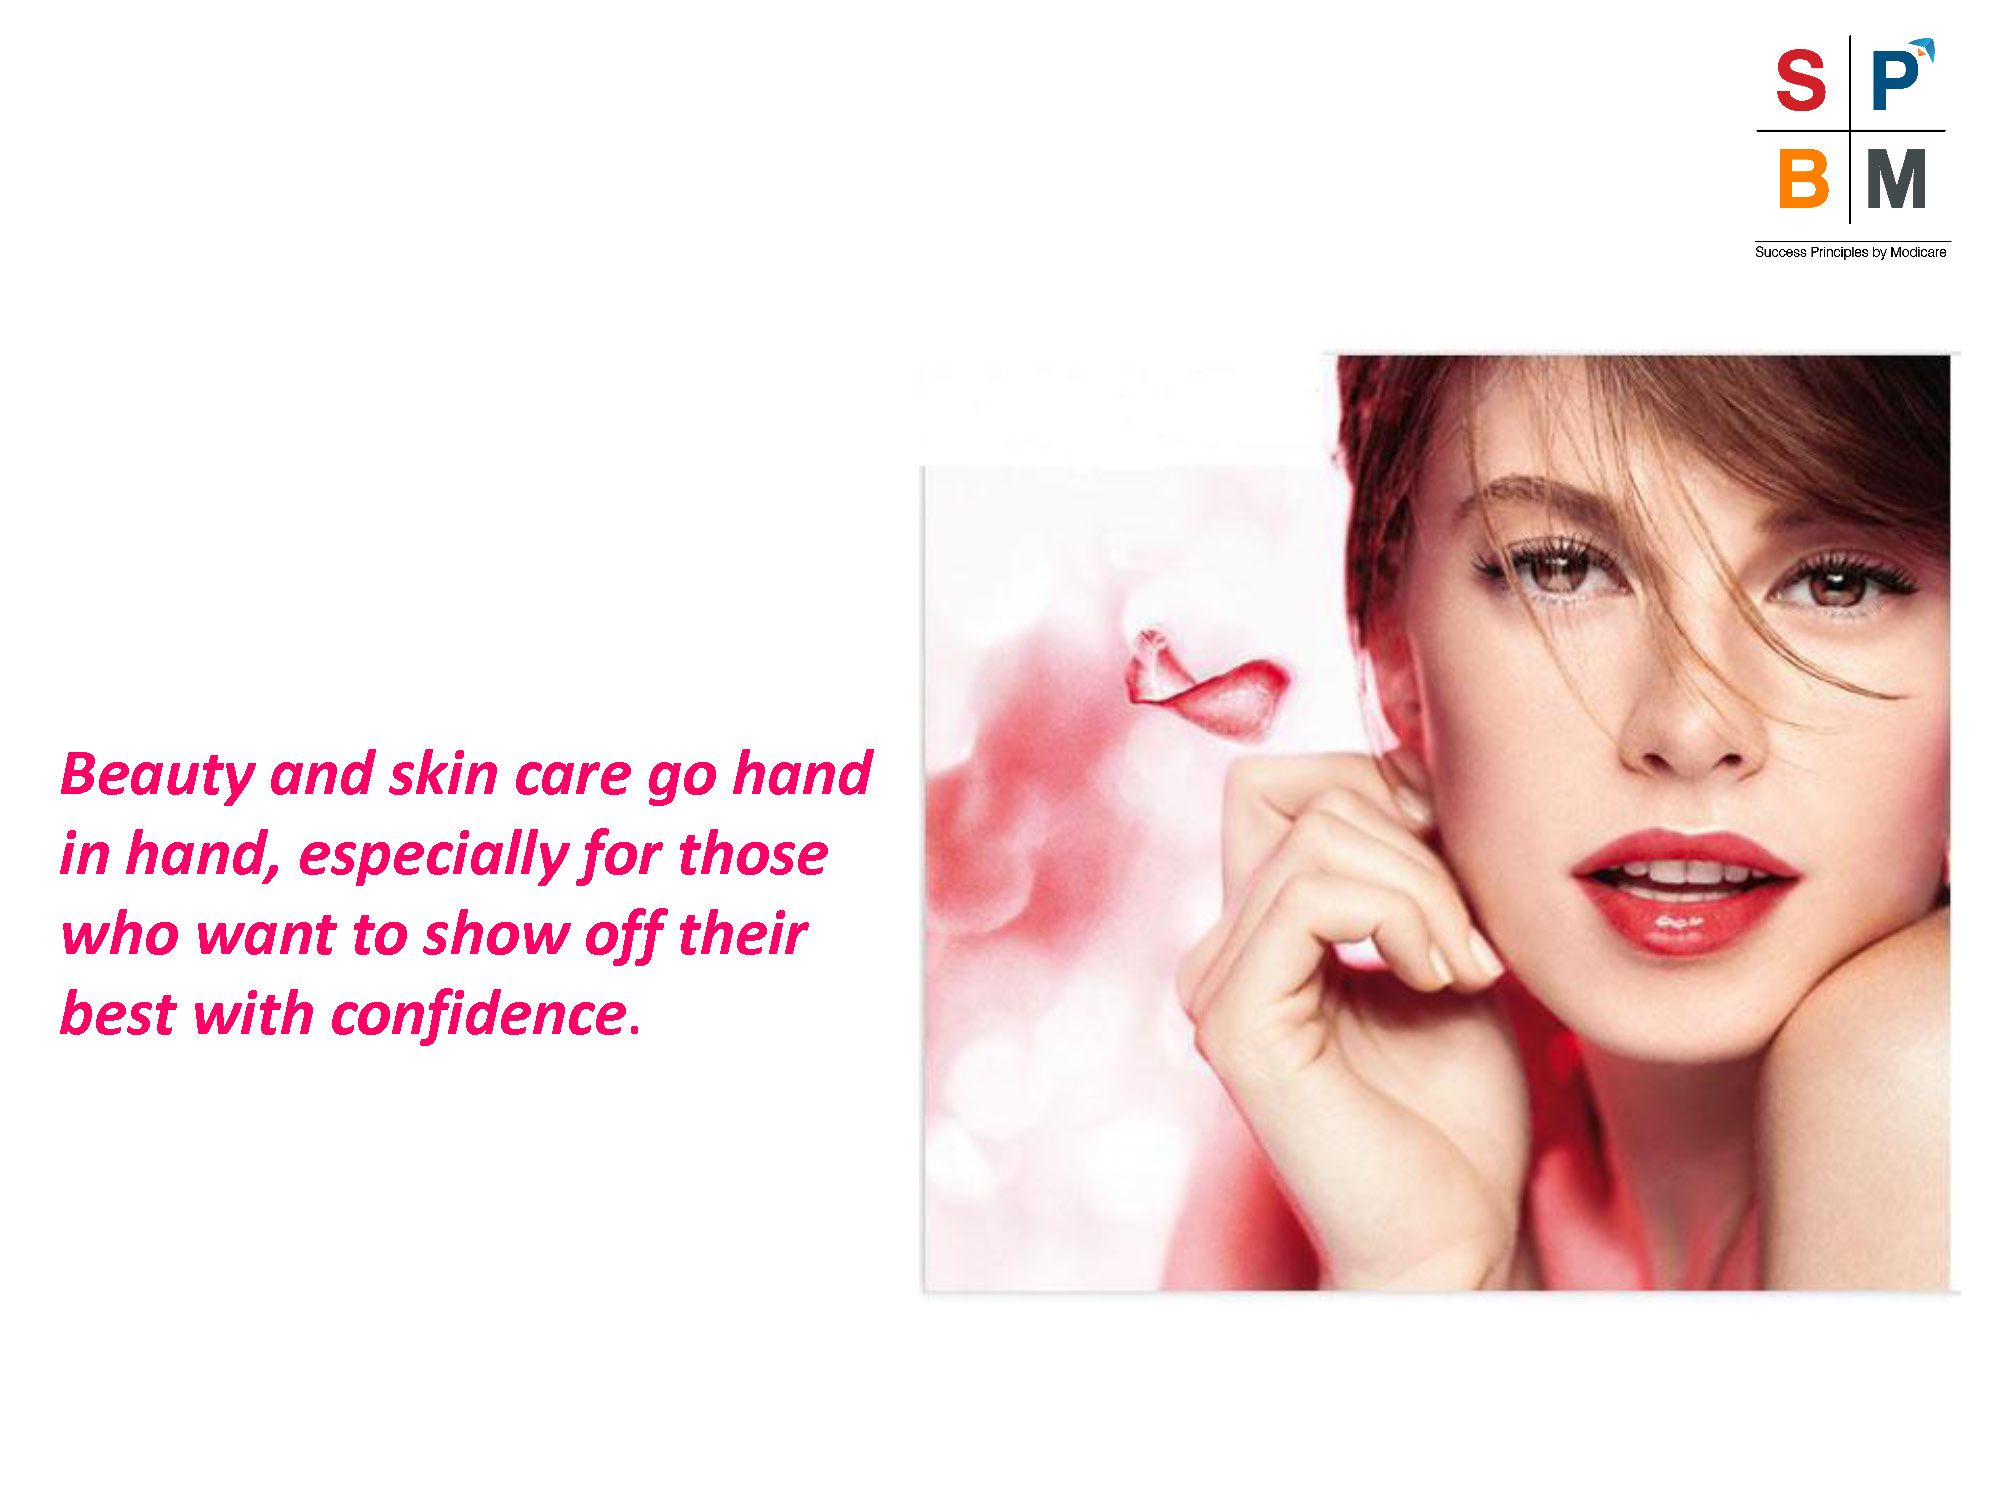 S P
B M
Success Principles by Modicare
Beauty and skin care go hand
in hand, especially for those
who want to show off their
best with confidence.